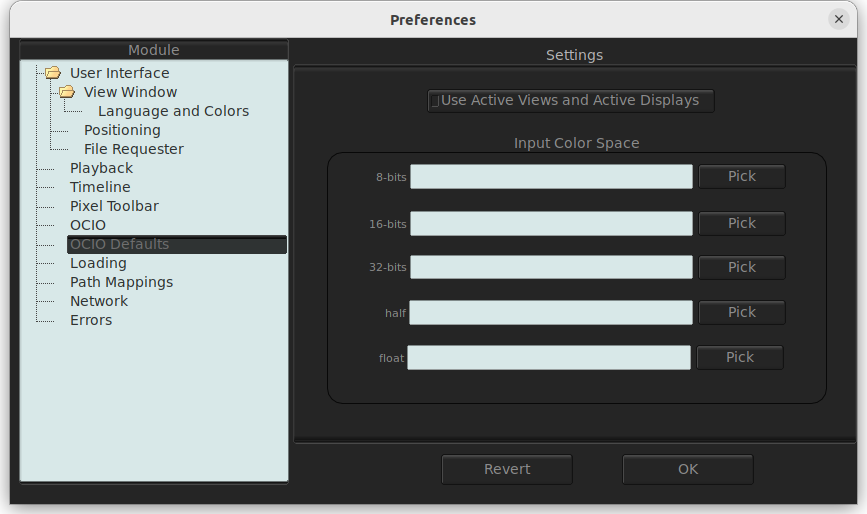 Preferences
Module
User Interface
View Window
Language and Colors
Positioning
File Requester
Playback
Timeline
Pixel Toolbar
OCIO
OCIO Defaults
Loading
Path Mappings
Network
Errors
Settings
Use Active Views and Active Displays
Input Color Space
8-bits Pick
16-bits Pick
32-bits Pick
half Pick
float Pick
Revert OK